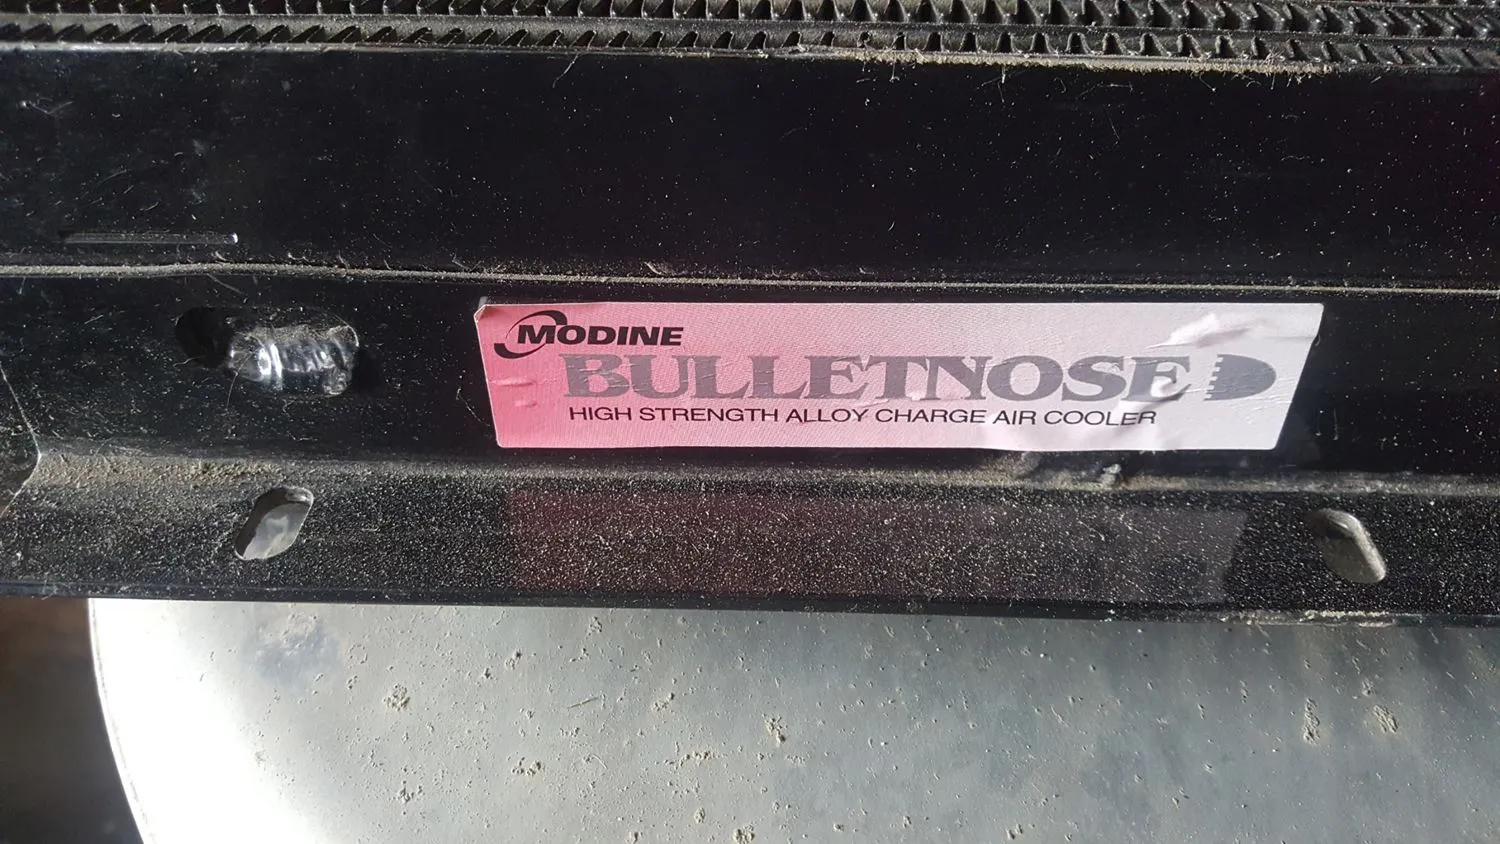 MODINE
BULLETNOSE
HIGH STRENGTH ALLOY CHARGE AIR COOLER